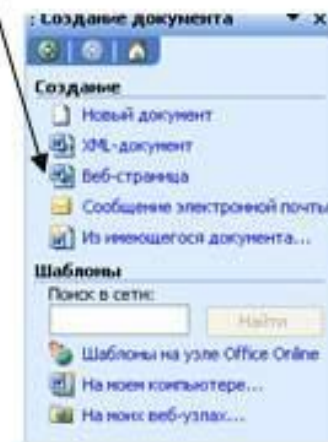 : Создание документа
Создание
Новый документ
XML-документ
Веб-страница
Сообщение электронной почты
Из имеющегося документа...
Шаблоны
Поиск в сети:
Найти
Шаблоны на узле Office Online
На моем компьютере...
На моих веб-узлах...